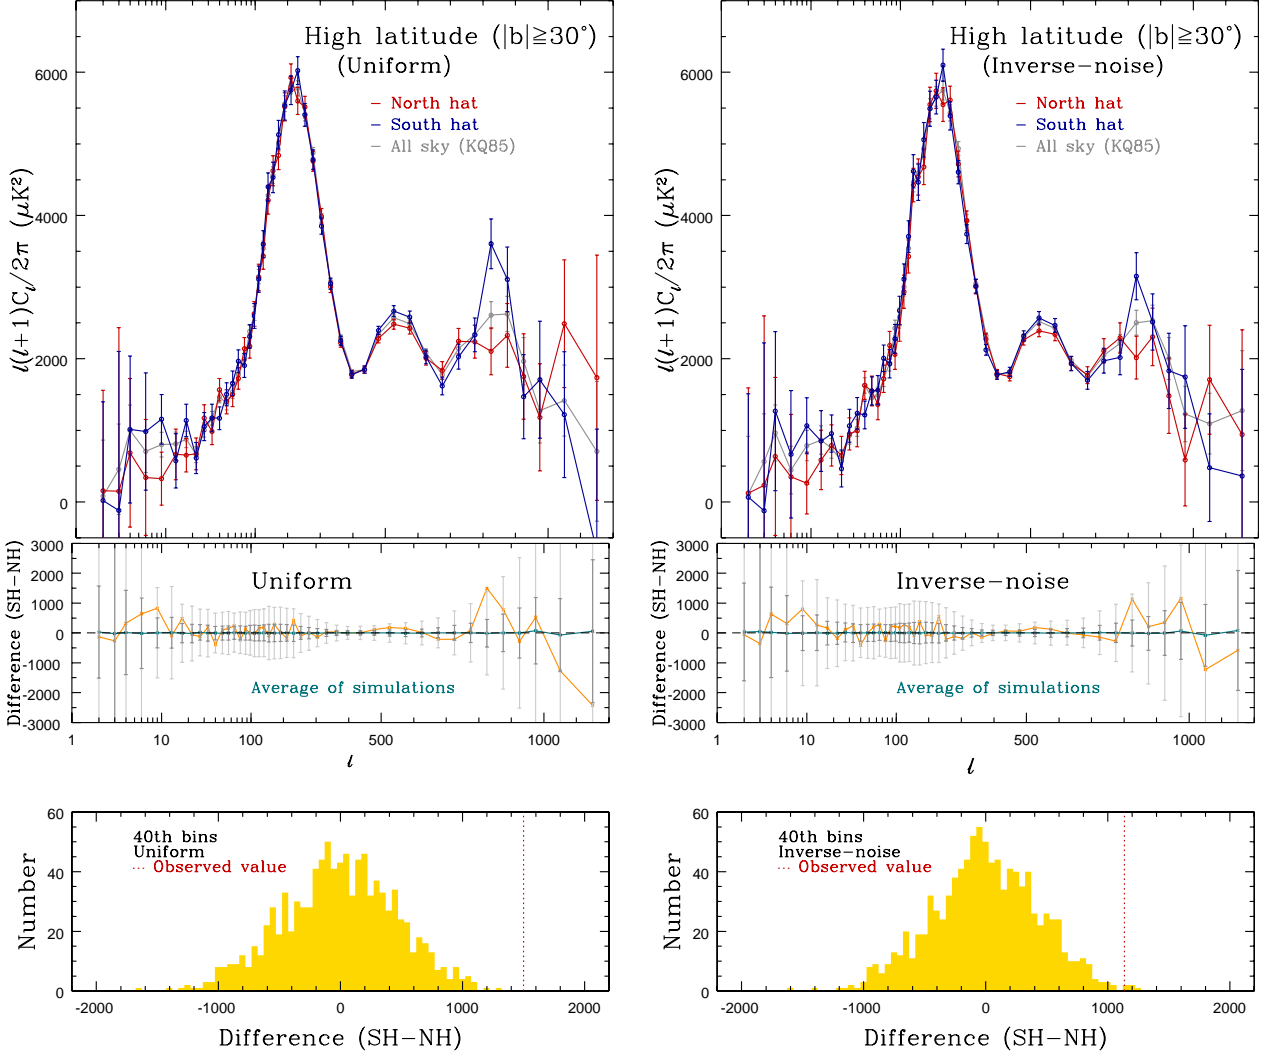 High latitude (|b|≧30°)
(Uniform)
– North hat
– South hat
– All sky (KQ85)
6000
4000
2000
0
ℓ(ℓ+1)Cℓ/2π (μK²)
High latitude (|b|≧30°)
(Inverse−noise)
– North hat
– South hat
– All sky (KQ85)
6000
4000
2000
0
ℓ(ℓ+1)Cℓ/2π (μK²)
Uniform
Average of simulations
3000
2000
1000
0
-1000
-2000
-3000
Difference (SH−NH)
1 10 100 500 1000
ℓ
Inverse−noise
Average of simulations
3000
2000
1000
0
-1000
-2000
-3000
Difference (SH−NH)
1 10 100 500 1000
ℓ
40th bins
Uniform
Observed value
60
40
20
0
Number
-2000 -1000 0 1000 2000
Difference (SH−NH)
40th bins
Inverse−noise
Observed value
60
40
20
0
Number
-2000 -1000 0 1000 2000
Difference (SH−NH)